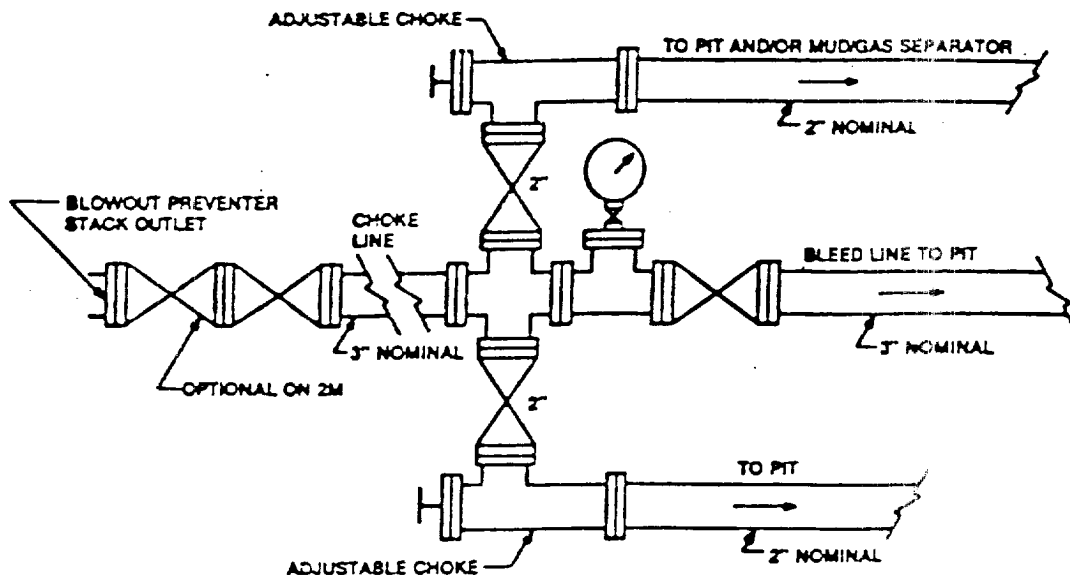 ADJUSTABLE CHOKE
TO PIT AND/OR MUD/GAS SEPARATOR
2" NOMINAL
2"
BLOWOUT PREVENTER
STACK OUTLET
CHOKE
LINE
BLEED LINE TO PIT
3" NOMINAL
3" NOMINAL
OPTIONAL ON 2M
2"
TO PIT
2" NOMINAL
ADJUSTABLE CHOKE